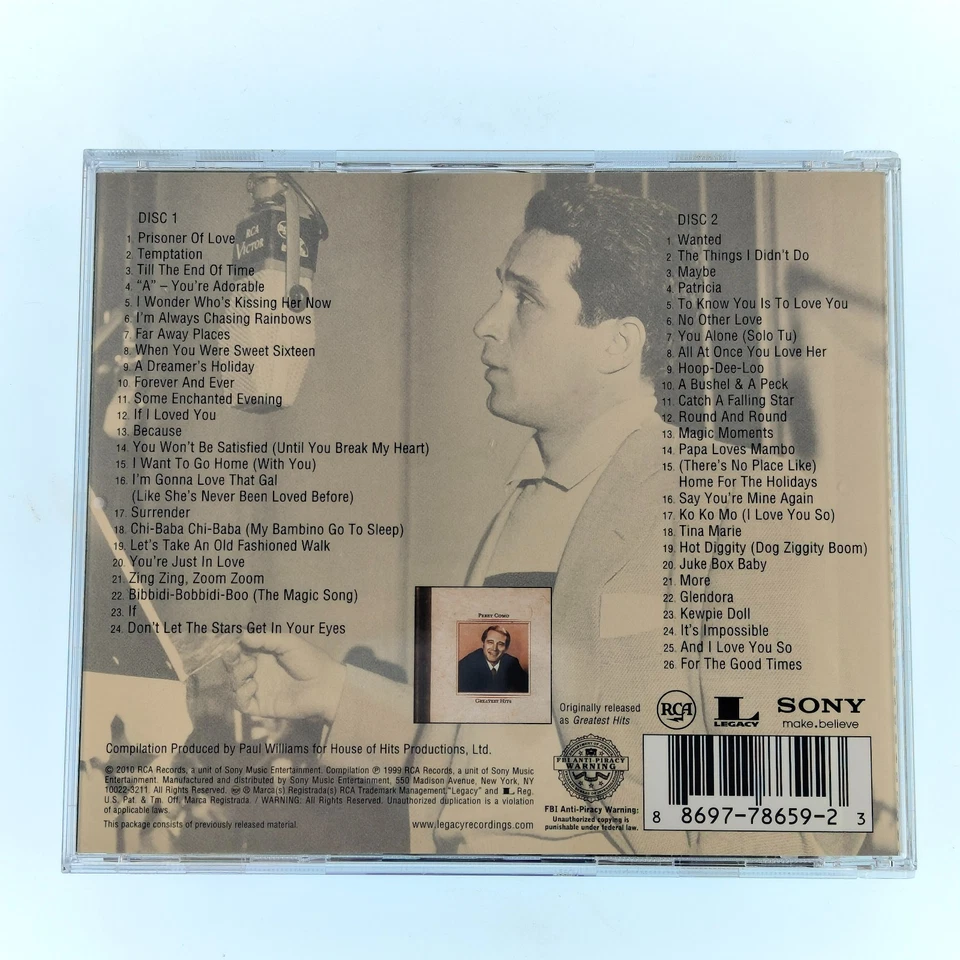 RCA
VICTOR
DISC 1
1. Prisoner Of Love
2. Temptation
3. Till The End Of Time
4. “A” – You’re Adorable
5. I Wonder Who’s Kissing Her Now
6. I’m Always Chasing Rainbows
7. Far Away Places
8. When You Were Sweet Sixteen
9. A Dreamer’s Holiday
10. Forever And Ever
11. Some Enchanted Evening
12. If I Loved You
13. Because
14. You Won’t Be Satisfied (Until You Break My Heart)
15. I Want To Go Home (With You)
16. I’m Gonna Love That Gal
(Like She’s Never Been Loved Before)
17. Surrender
18. Chi-Baba Chi-Baba (My Bambino Go To Sleep)
19. Let’s Take An Old Fashioned Walk
20. You’re Just In Love
21. Zing Zing, Zoom Zoom
22. Bibbidi-Bobbidi-Boo (The Magic Song)
23. If
24. Don’t Let The Stars Get In Your Eyes
DISC 2
1. Wanted
2. The Things I Didn’t Do
3. Maybe
4. Patricia
5. To Know You Is To Love You
6. No Other Love
7. You Alone (Solo Tu)
8. All At Once You Love Her
9. Hoop-Dee-Loo
10. A Bushel & A Peck
11. Catch A Falling Star
12. Round And Round
13. Magic Moments
14. Papa Loves Mambo
15. (There’s No Place Like)
Home For The Holidays
16. Say You’re Mine Again
17. Ko Ko Mo (I Love You So)
18. Tina Marie
19. Hot Diggity (Dog Ziggity Boom)
20. Juke Box Baby
21. More
22. Glendora
23. Kewpie Doll
24. It’s Impossible
25. And I Love You So
26. For The Good Times
PERRY COMO
GREATEST HITS
Originally released
as Greatest Hits
RCA
L
LEGACY
SONY
make.believe
Compilation Produced by Paul Williams for House of Hits Productions, Ltd.
© 2010 RCA Records, a unit of Sony Music Entertainment. Compilation ℗ 1999 RCA Records, a unit of Sony Music
Entertainment. Manufactured and distributed by Sony Music Entertainment, 550 Madison Avenue, New York, NY
10022-3211. All Rights Reserved. ® Marca(s) Registrada(s) RCA Trademark Management. "Legacy" and L Reg.
U.S. Pat. & Tm. Off. Marca Registrada. / WARNING: All Rights Reserved. Unauthorized duplication is a violation
of applicable laws.
This package consists of previously released material.
www.legacyrecordings.com
FBI ANTI-PIRACY
WARNING
FBI Anti-Piracy Warning:
Unauthorized copying is
punishable under federal law.
8 8697-78659-2 3